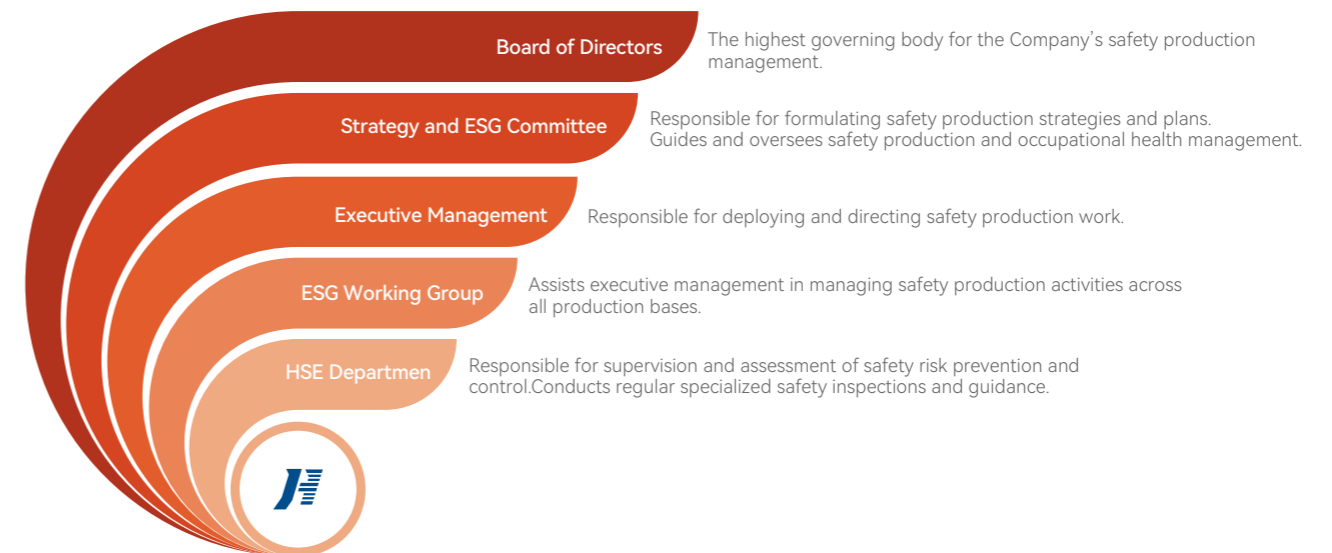 Board of Directors
The highest governing body for the Company's safety production
management.
Strategy and ESG Committee
Responsible for formulating safety production strategies and plans.
Guides and oversees safety production and occupational health management.
Executive Management
Responsible for deploying and directing safety production work.
ESG Working Group
Assists executive management in managing safety production activities across
all production bases.
HSE Departmen
Responsible for supervision and assessment of safety risk prevention and
control.Conducts regular specialized safety inspections and guidance.